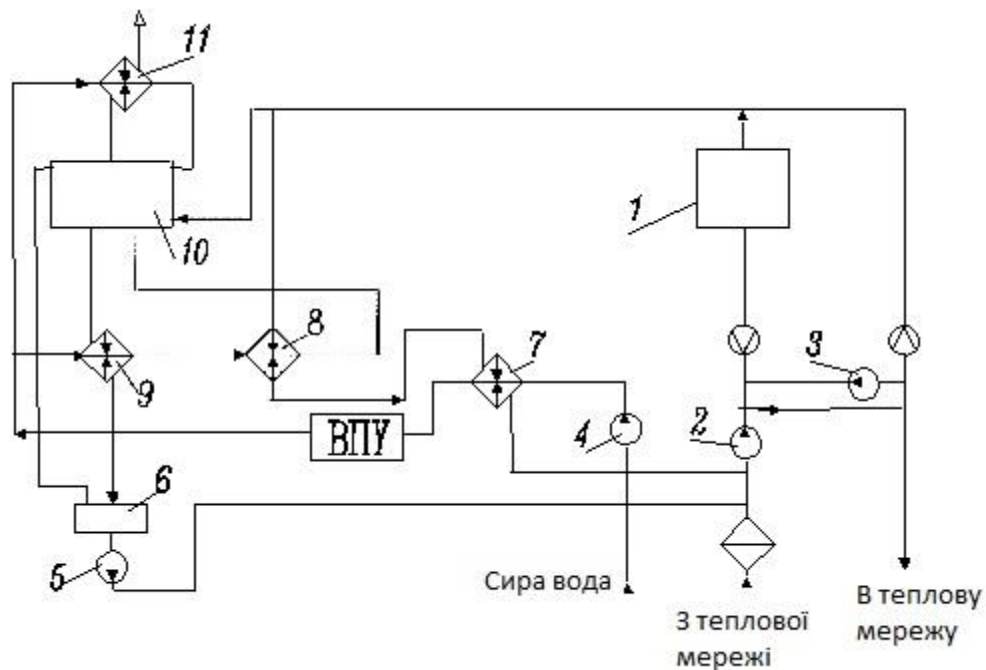 11
10
1
8
7
3
9
ВПУ
4
2
6
5
Сира вода
З теплової
мережі
В теплову
мережу